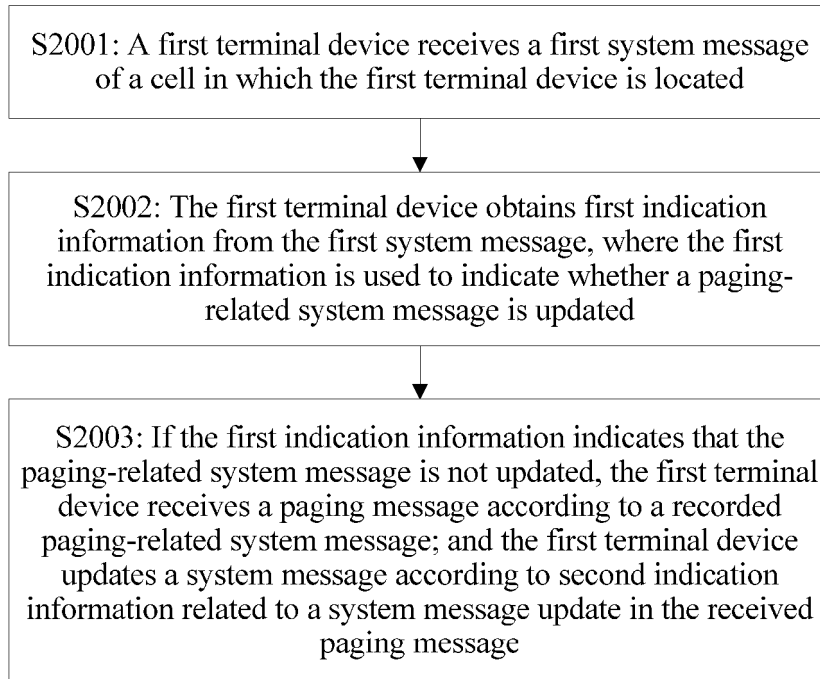 S2001: A first terminal device receives a first system message
of a cell in which the first terminal device is located
S2002: The first terminal device obtains first indication
information from the first system message, where the first
indication information is used to indicate whether a paging-
related system message is updated
S2003: If the first indication information indicates that the
paging-related system message is not updated, the first terminal
device receives a paging message according to a recorded
paging-related system message; and the first terminal device
updates a system message according to second indication
information related to a system message update in the received
paging message